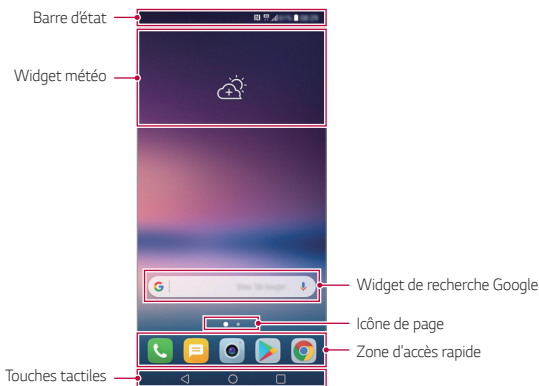 Barre d'état
Widget météo
Widget de recherche Google
Icône de page
Zone d'accès rapide
Touches tactiles